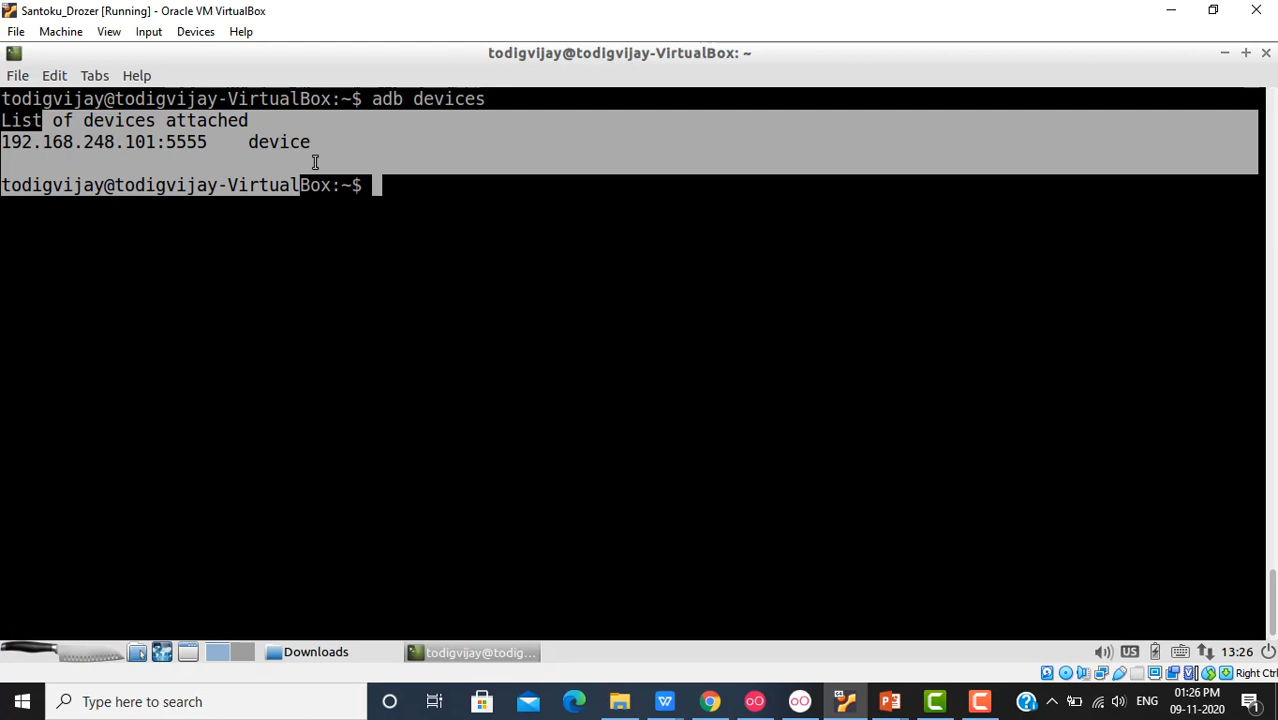 Santoku_Drozer [Running] - Oracle VM VirtualBox
File Machine View Input Devices Help
todigvijay@todigvijay-VirtualBox: ~
File Edit Tabs Help
todigvijay@todigvijay-VirtualBox:~$ adb devices
List of devices attached
192.168.248.101:5555 device
todigvijay@todigvijay-VirtualBox:~$
Downloads
todigvijay@todig...
US
13:26
Right Ctrl
Type here to search
ENG
01:26 PM
09-11-2020
1